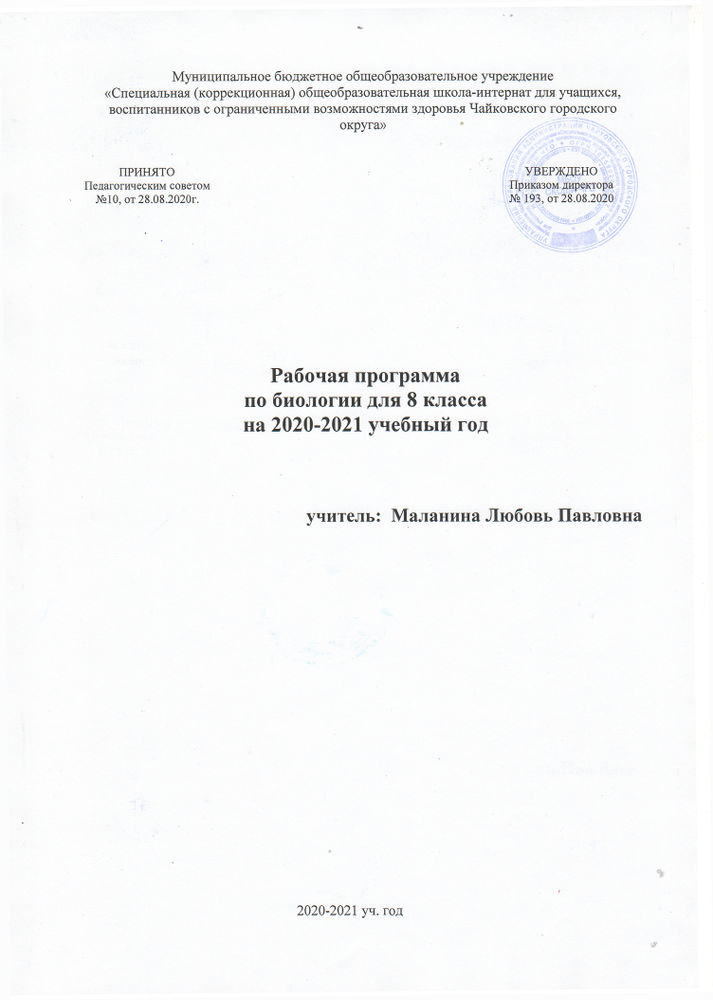 Муниципальное бюджетное общеобразовательное учреждение
«Специальная (коррекционная) общеобразовательная школа-интернат для учащихся,
воспитанников с ограниченными возможностями здоровья Чайковского городского
округа»
ПРИНЯТО
Педагогическим советом
№10, от 28.08.2020г.
УВЕРЖДЕНО
Приказом директора
№ 193, от 28.08.2020
Рабочая программа
по биологии для 8 класса
на 2020-2021 учебный год
учитель: Маланина Любовь Павловна
2020-2021 уч. год